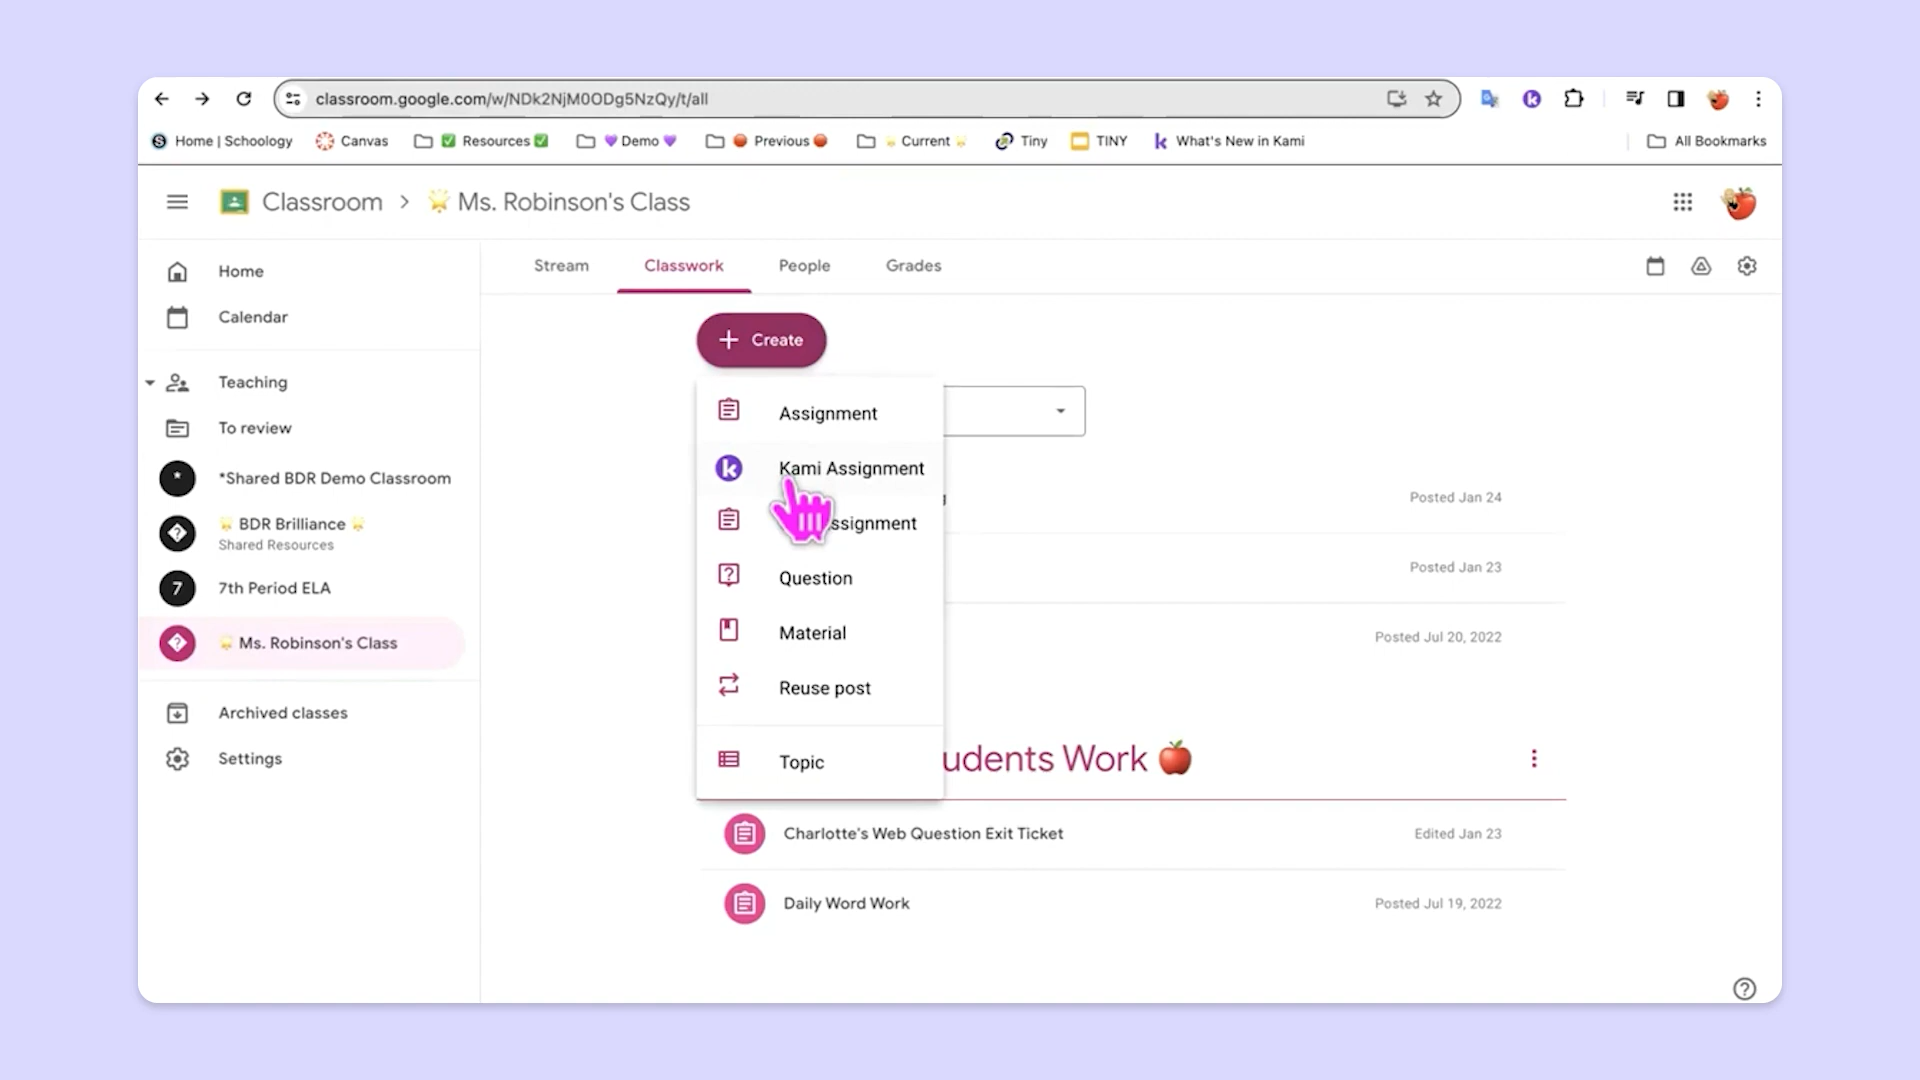 classroom.google.com/w/NDk2NjM0ODg5NzQy/t/all
Home | Schoology
Canvas
✅ Resources✅
💜Demo💜
🔴 Previous🔴
Current
Tiny
TINY
What's New in Kami
All Bookmarks
Classroom > 🌟 Ms. Robinson's Class
Home
Calendar
Teaching
To review
*
*Shared BDR Demo Classroom
🌟 BDR Brilliance 🌟
Shared Resources
7
7th Period ELA
🌟 Ms. Robinson's Class
Archived classes
Settings
Stream
Classwork
People
Grades
+ Create
Assignment
k
Kami Assignment
ssignment
Question
Material
Reuse post
Topic
Posted Jan 24
Posted Jan 23
Posted Jul 20, 2022
udents Work 🍎
Charlotte's Web Question Exit Ticket
Edited Jan 23
Daily Word Work
Posted Jul 19, 2022